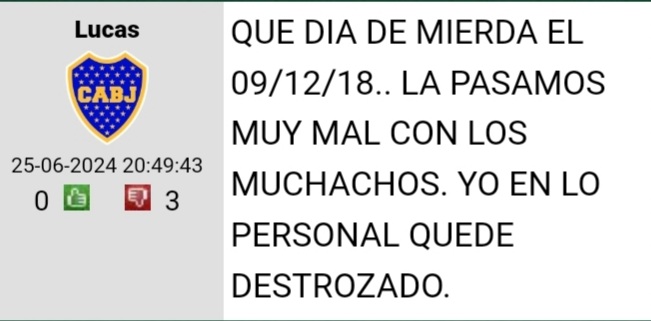 Lucas
CABJ
25-06-2024 20:49:43
0 3
QUE DIA DE MIERDA EL
09/12/18.. LA PASAMOS
MUY MAL CON LOS
MUCHACHOS. YO EN LO
PERSONAL QUEDE
DESTROZADO.